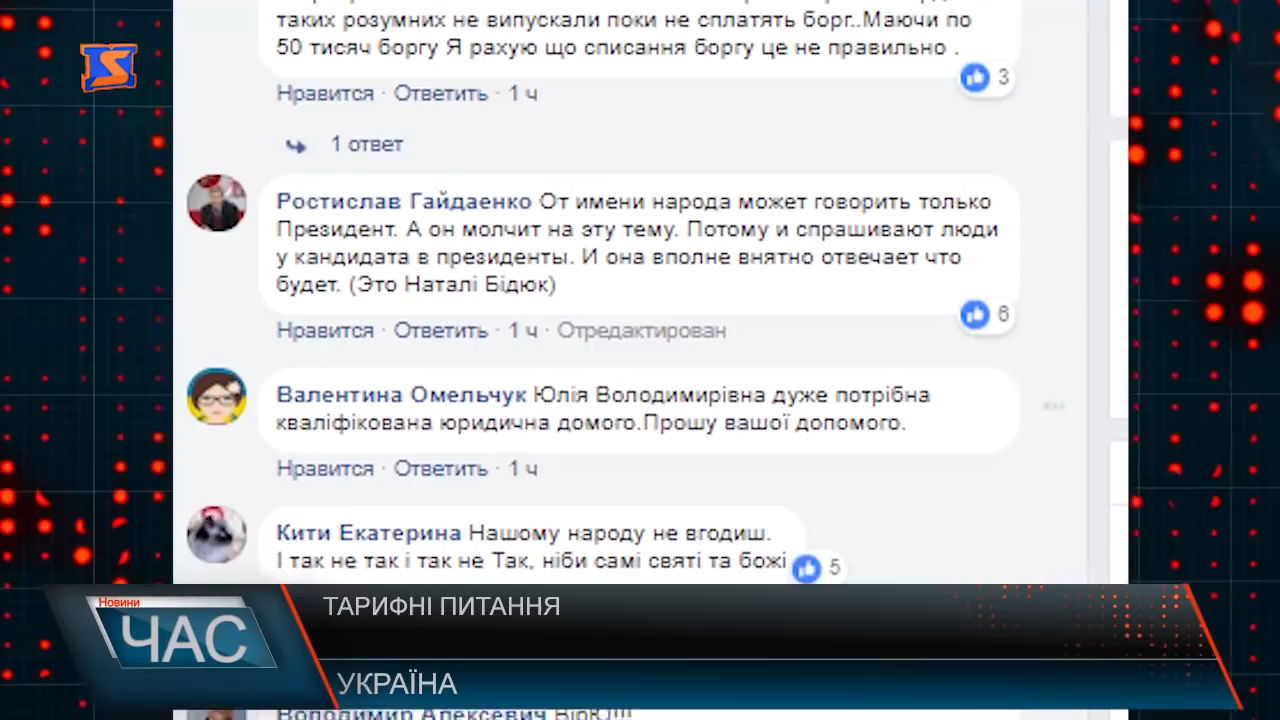 таких розумних не випускали поки не сплатять борг..Маючи по
50 тисяч боргу Я рахую що списання боргу це не правильно .
3
Нравится · Ответить · 1 ч
1 ответ
Ростислав Гайдаенко От имени народа может говорить только
Президент. А он молчит на эту тему. Потому и спрашивают люди
у кандидата в президенты. И она вполне внятно отвечает что
будет. (Это Наталі Бідюк)
6
Нравится · Ответить · 1 ч · Отредактирован
Валентина Омельчук Юлія Володимирівна дуже потрібна
кваліфікована юридична домого.Прошу вашої допомого.
Нравится · Ответить · 1 ч
Кити Екатерина Нашому народу не вгодиш.
І так не так і так не Так, ніби самі святі та божі
5
Новини
ЧАС
ТАРИФНІ ПИТАННЯ
УКРАЇНА
Володимир Алексевич Вірю!!!!